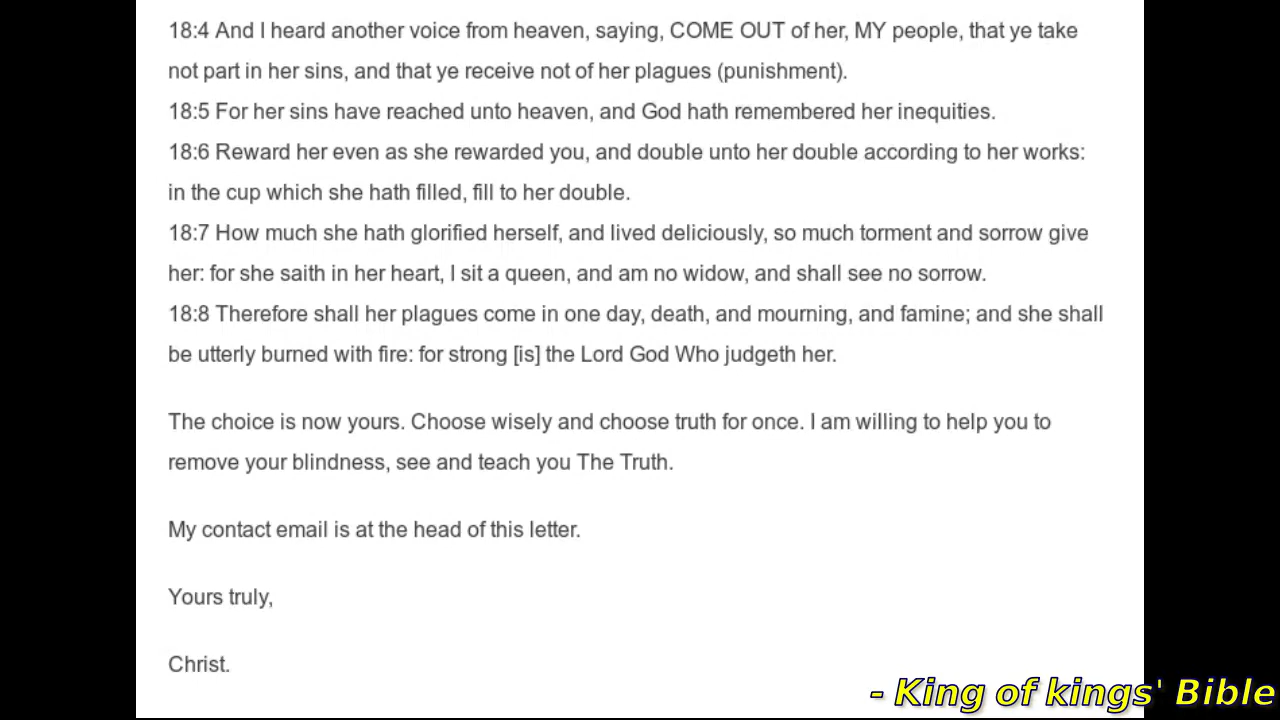 18:4 And I heard another voice from heaven, saying, COME OUT of her, MY people, that ye take
not part in her sins, and that ye receive not of her plagues (punishment).
18:5 For her sins have reached unto heaven, and God hath remembered her inequities.
18:6 Reward her even as she rewarded you, and double unto her double according to her works:
in the cup which she hath filled, fill to her double.
18:7 How much she hath glorified herself, and lived deliciously, so much torment and sorrow give
her: for she saith in her heart, I sit a queen, and am no widow, and shall see no sorrow.
18:8 Therefore shall her plagues come in one day, death, and mourning, and famine; and she shall
be utterly burned with fire: for strong [is] the Lord God Who judgeth her.
The choice is now yours. Choose wisely and choose truth for once. I am willing to help you to
remove your blindness, see and teach you The Truth.
My contact email is at the head of this letter.
Yours truly,
Christ.
- King of kings' Bible